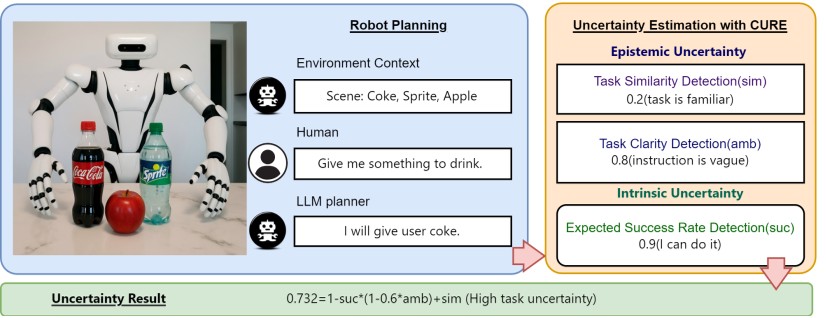 Robot Planning
Environment Context
Scene: Coke, Sprite, Apple
Human
Give me something to drink.
LLM planner
I will give user coke.
Coca-Cola
Sprite
Uncertainty Estimation with CURE
Epistemic Uncertainty
Task Similarity Detection(sim)
0.2(task is familiar)
Task Clarity Detection(amb)
0.8(instruction is vague)
Intrinsic Uncertainty
Expected Success Rate Detection(suc)
0.9(I can do it)
Uncertainty Result
0.732=1-suc*(1-0.6*amb)+sim (High task uncertainty)